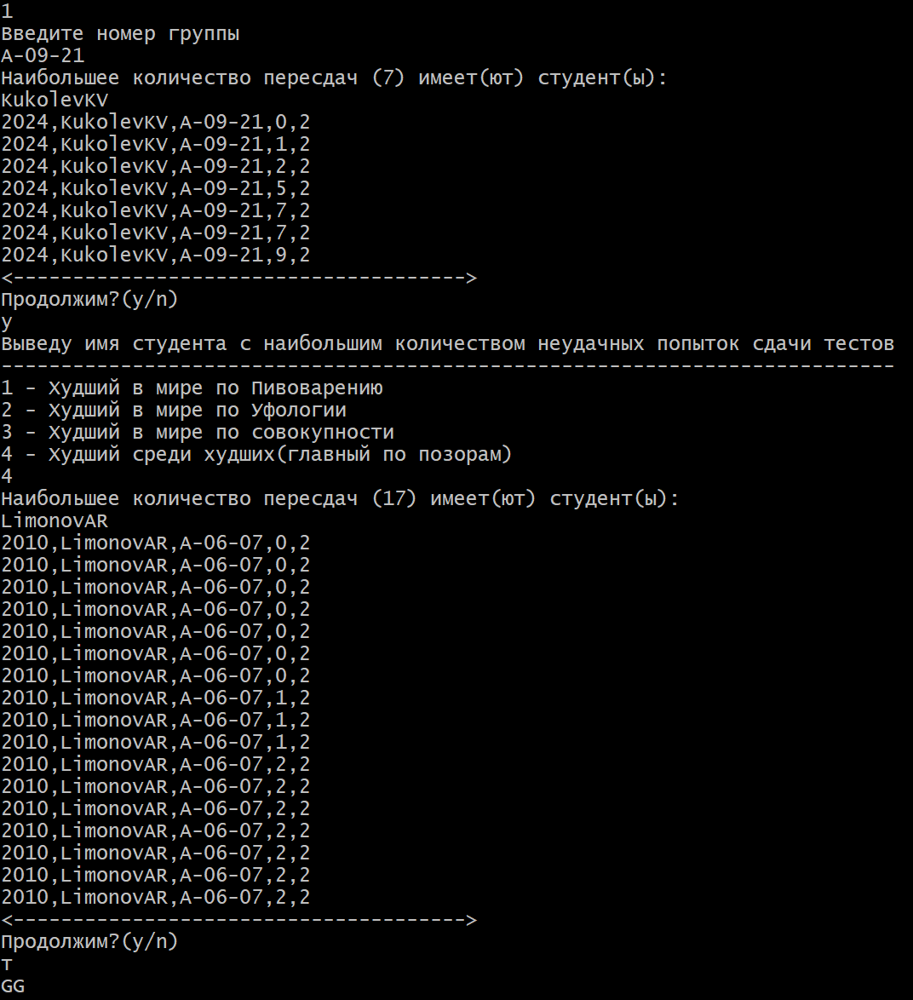 1
Введите номер группы
A-09-21
Наибольшее количество пересдач (7) имеет(ют) студент(ы):
KukolevKV
2024,KukolevKV,A-09-21,0,2
2024,KukolevKV,A-09-21,1,2
2024,KukolevKV,A-09-21,2,2
2024,KukolevKV,A-09-21,5,2
2024,KukolevKV,A-09-21,7,2
2024,KukolevKV,A-09-21,7,2
2024,KukolevKV,A-09-21,9,2
<-------------------------------------->
Продолжим?(y/n)
y
Выведу имя студента с наибольшим количеством неудачных попыток сдачи тестов
---------------------------------------------------------------------------
1 - Худший в мире по Пивоварению
2 - Худший в мире по Уфологии
3 - Худший в мире по совокупности
4 - Худший среди худших(главный по позорам)
4
Наибольшее количество пересдач (17) имеет(ют) студент(ы):
LimonovAR
2010,LimonovAR,A-06-07,0,2
2010,LimonovAR,A-06-07,0,2
2010,LimonovAR,A-06-07,0,2
2010,LimonovAR,A-06-07,0,2
2010,LimonovAR,A-06-07,0,2
2010,LimonovAR,A-06-07,0,2
2010,LimonovAR,A-06-07,0,2
2010,LimonovAR,A-06-07,1,2
2010,LimonovAR,A-06-07,1,2
2010,LimonovAR,A-06-07,1,2
2010,LimonovAR,A-06-07,2,2
2010,LimonovAR,A-06-07,2,2
2010,LimonovAR,A-06-07,2,2
2010,LimonovAR,A-06-07,2,2
2010,LimonovAR,A-06-07,2,2
2010,LimonovAR,A-06-07,2,2
2010,LimonovAR,A-06-07,2,2
<-------------------------------------->
Продолжим?(y/n)
т
GG